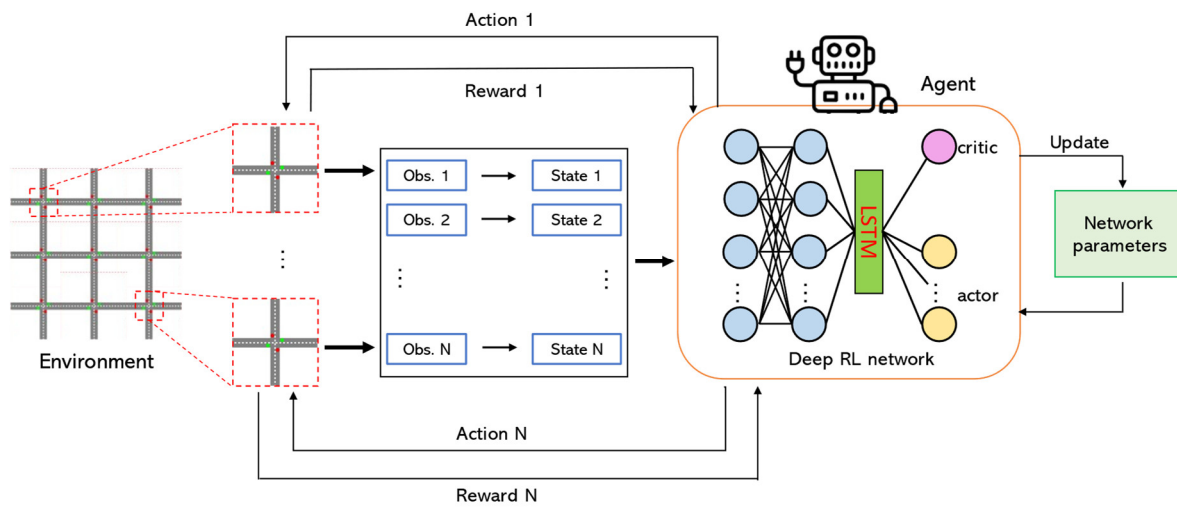 Action 1
Reward 1
Agent
Obs. 1
State 1
Obs. 2
State 2
Obs. N
State N
LSTM
critic
actor
Deep RL network
Update
Network
parameters
Environment
Action N
Reward N